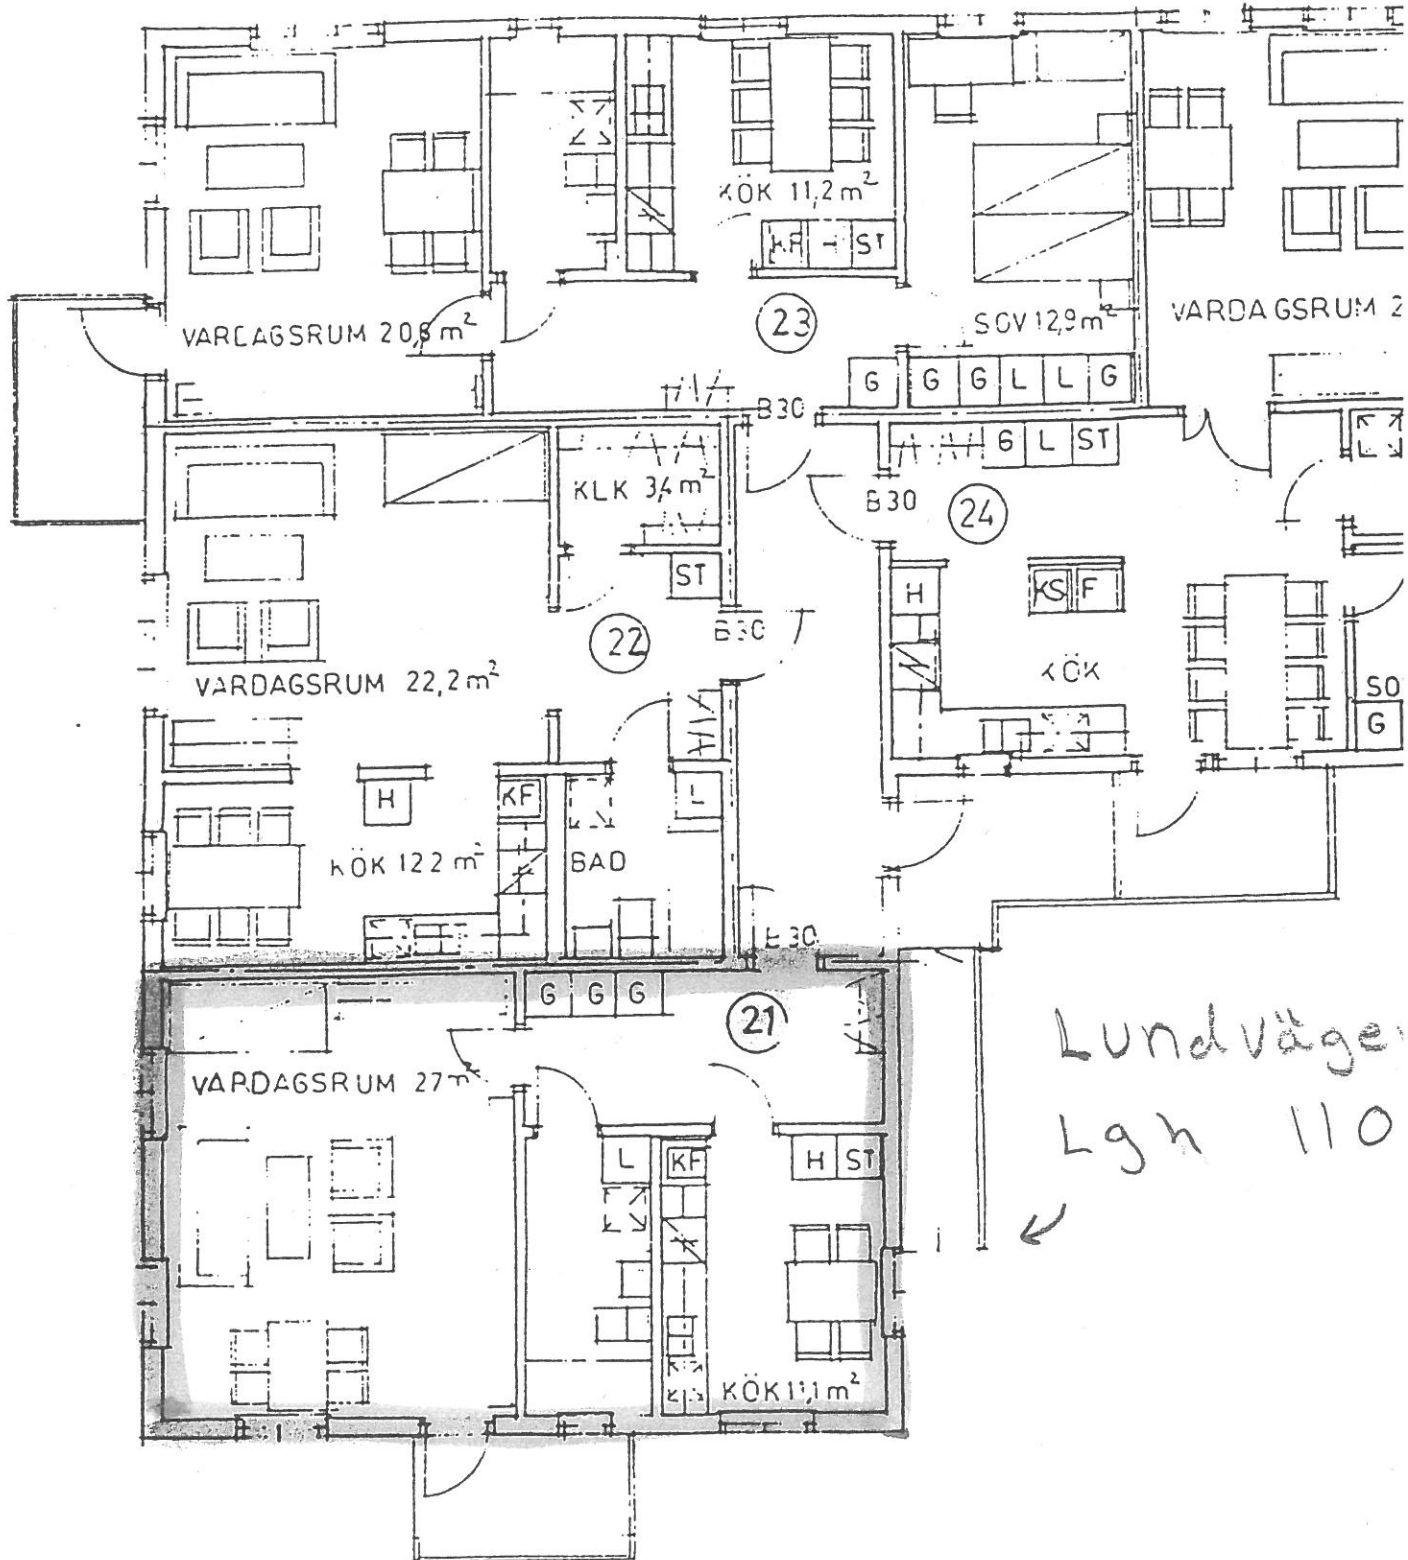 KÖK 11,2 m²
KF H ST
VARDAGSRUM 20,8 m²
23
SOV 12,9 m²
VARDAGSRUM 2
G G G L L G
B30
KLK 3,4 m²
G L ST
B30
24
ST
22
B30
H
KS F
VARDAGSRUM 22,2 m²
KÖK
SO
G
H
KF
KÖK 12,2 m²
BAD
B30
G G G
21
VARDAGSRUM 27 m²
L
KF
H ST
KÖK 11,1 m²
Lundväge
Lgh 110